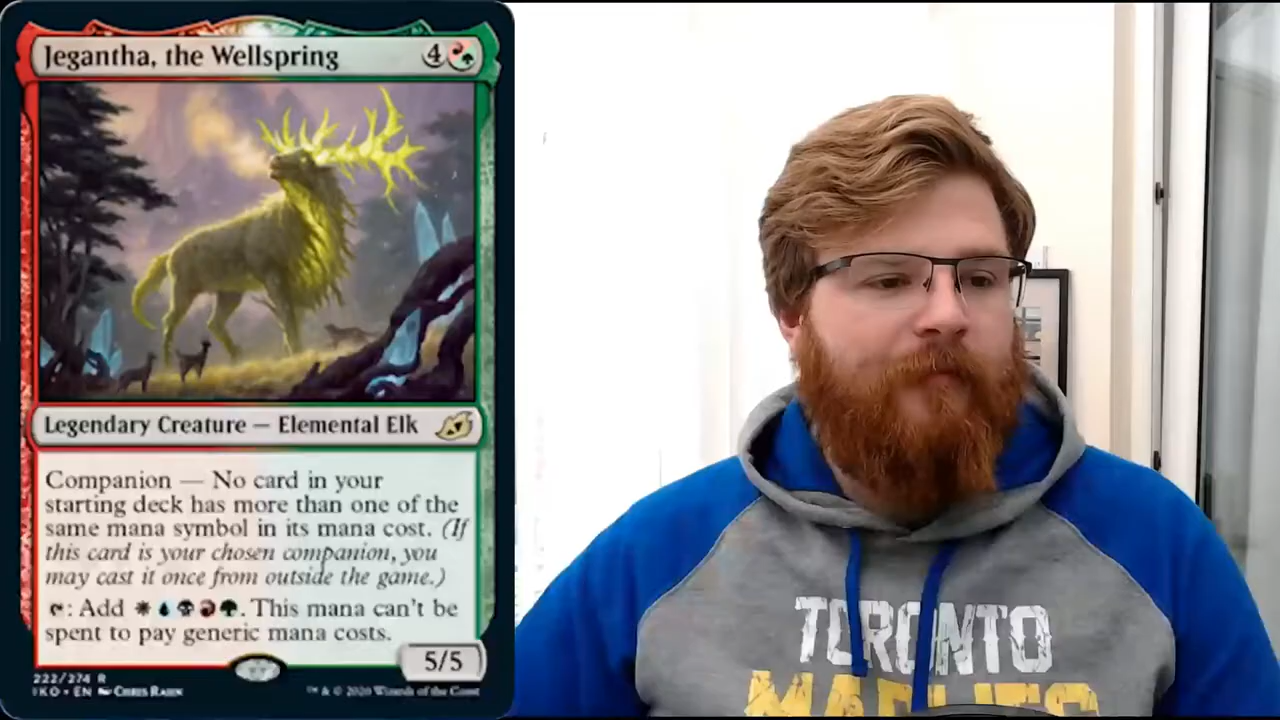 Jegantha, the Wellspring 4
Legendary Creature — Elemental Elk
Companion — No card in your
starting deck has more than one of the
same mana symbol in its mana cost. (If
this card is your chosen companion, you
may cast it once from outside the game.)
: Add . This mana can't be
spent to pay generic mana costs.
5/5
222/274 R
IKO • EN Chris Rahn
™ & © 2020 Wizards of the Coast
TORONTO